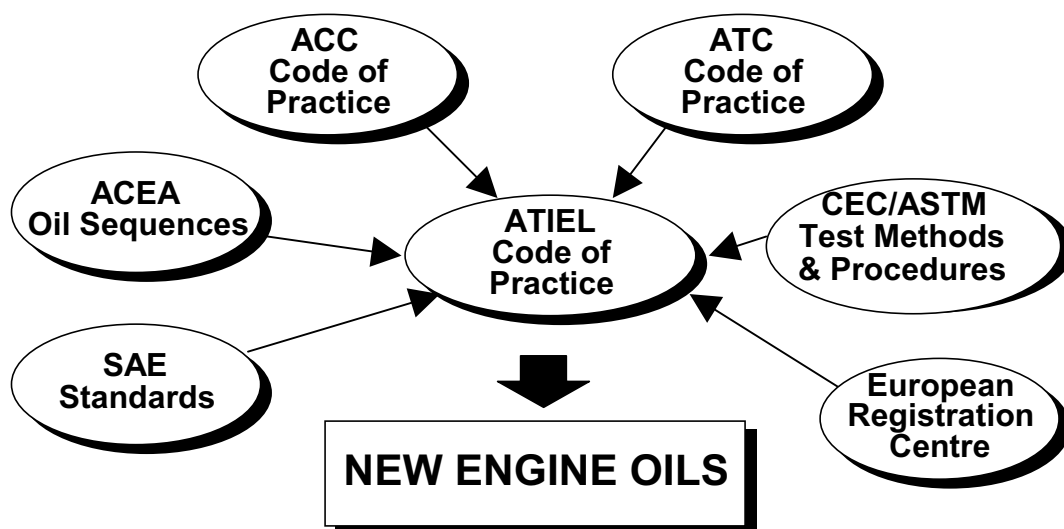 ACC
Code of
Practice
ATC
Code of
Practice
ACEA
Oil Sequences
ATIEL
Code of
Practice
CEC/ASTM
Test Methods
& Procedures
SAE
Standards
European
Registration
Centre
NEW ENGINE OILS